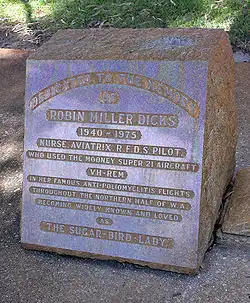 DEDICATED TO THE MEMORY
OF
ROBIN MILLER DICKS
1940 - 1975
NURSE, AVIATRIX, R.F.D.S. PILOT,
WHO USED THE MOONEY SUPER 21 AIRCRAFT
VH-REM
IN HER FAMOUS ANTI-POLIOMYELITIS FLIGHTS
THROUGHOUT THE NORTHERN HALF OF W.A.
BECOMING WIDELY KNOWN AND LOVED
AS
THE SUGAR-BIRD-LADY